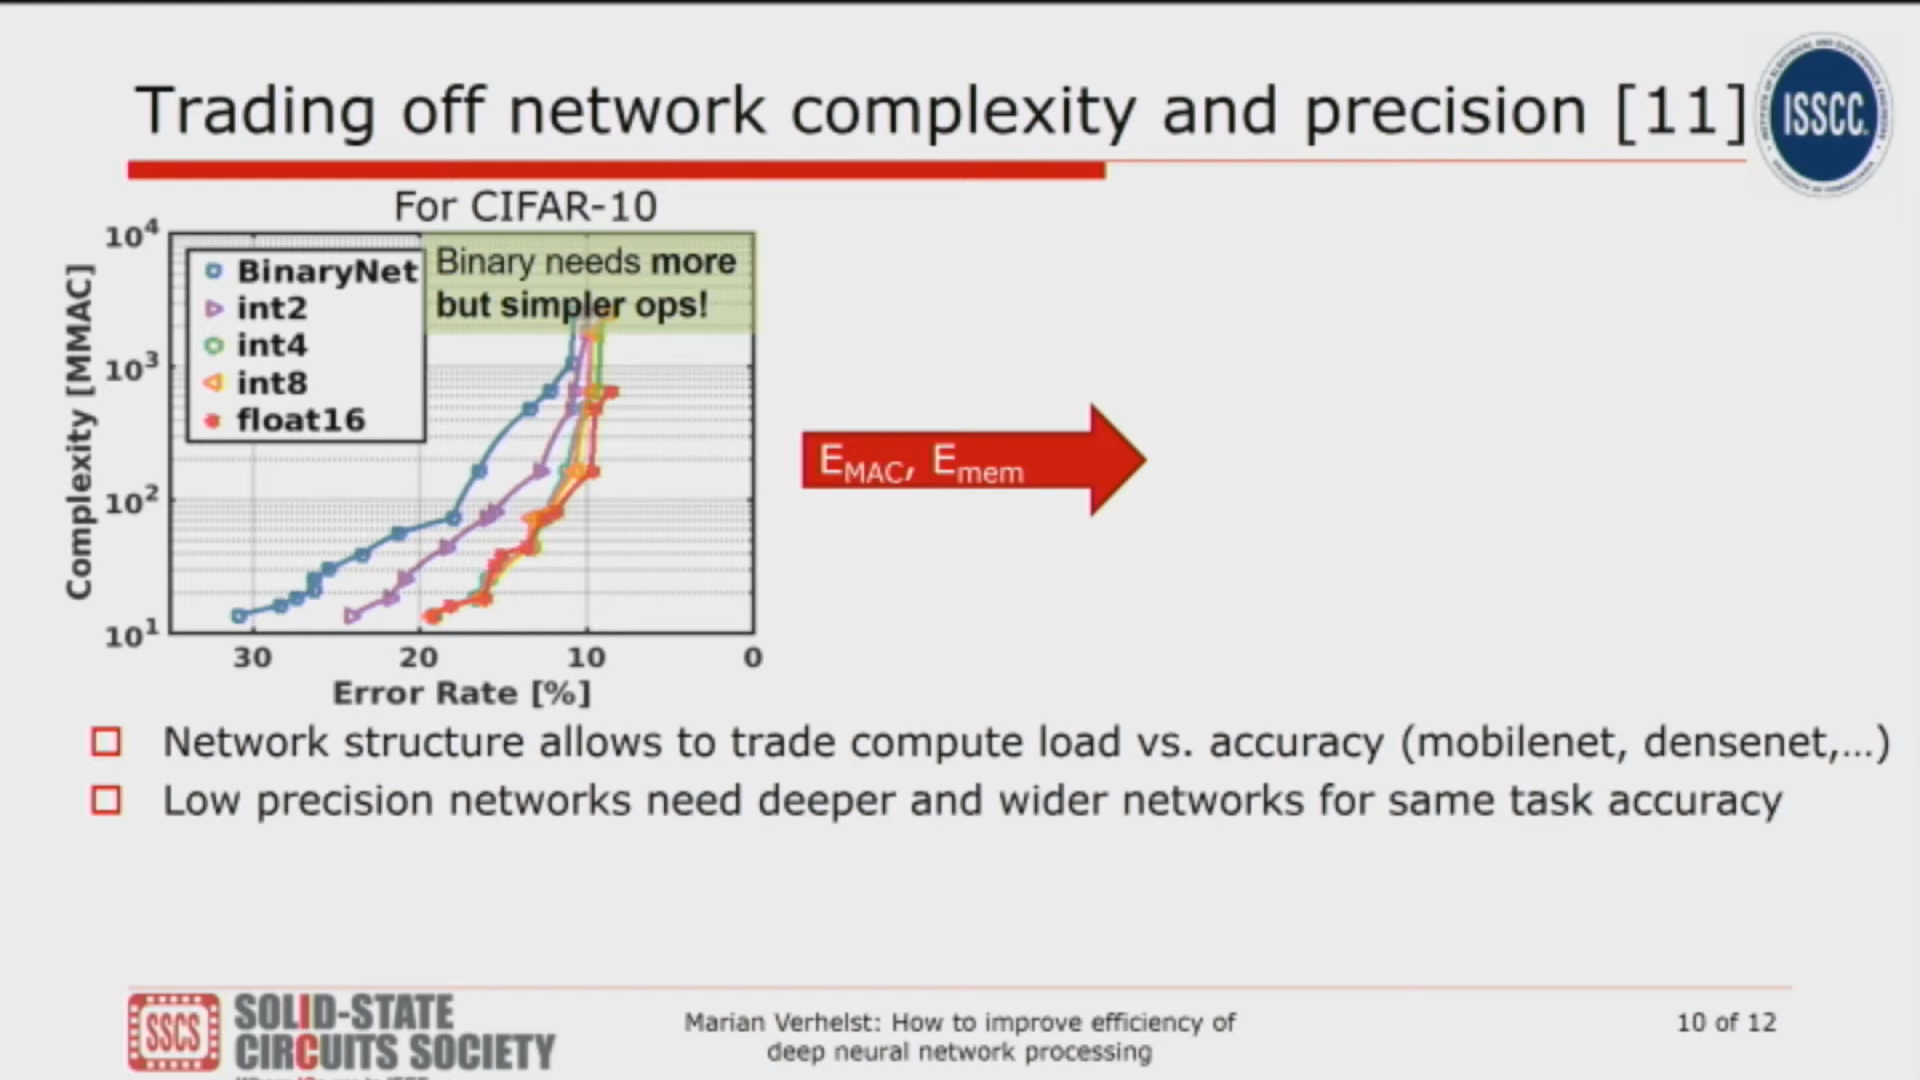 Trading off network complexity and precision [11]
ISSCC
For CIFAR-10
10⁴
BinaryNet
int2
int4
int8
float16
Binary needs more
but simpler ops!
10³
10²
10¹
Complexity [MMAC]
30 20 10 0
Error Rate [%]
E_MAC, E_mem
Network structure allows to trade compute load vs. accuracy (mobilenet, densenet,...)
Low precision networks need deeper and wider networks for same task accuracy
SSCS
SOLID-STATE
CIRCUITS SOCIETY
Marian Verhelst: How to improve efficiency of
deep neural network processing
10 of 12